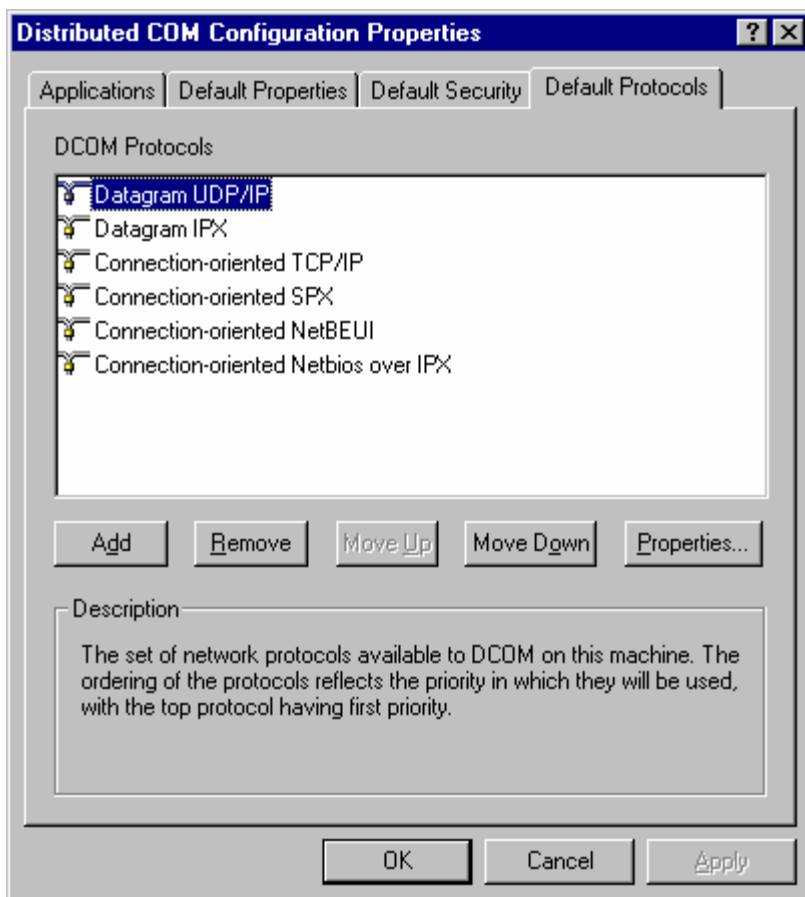 Distributed COM Configuration Properties
Applications Default Properties Default Security Default Protocols
DCOM Protocols
Datagram UDP/IP
Datagram IPX
Connection-oriented TCP/IP
Connection-oriented SPX
Connection-oriented NetBEUI
Connection-oriented Netbios over IPX
Add Remove Move Up Move Down Properties...
Description
The set of network protocols available to DCOM on this machine. The
ordering of the protocols reflects the priority in which they will be used,
with the top protocol having first priority.
OK Cancel Apply